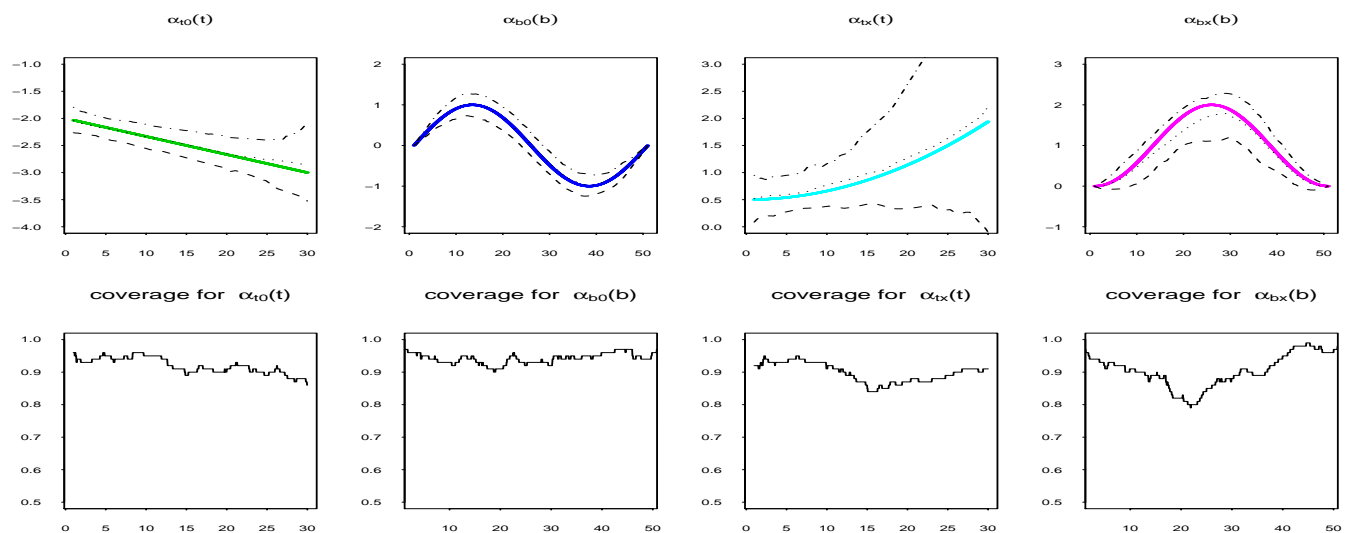 αt0(t) αb0(b) αtx(t) αbx(b)
−1.0 2 3.0 3
−1.5 2.5
−2.0 1 2.0 2
−2.5 0 1.5 1
−3.0 1.0
−3.5 −1 0.5 0
−4.0 −2 0.0 −1
0 5 10 15 20 25 30 0 10 20 30 40 50 0 5 10 15 20 25 30 0 10 20 30 40 50
coverage for αt0(t) coverage for αb0(b) coverage for αtx(t) coverage for αbx(b)
1.0 1.0 1.0 1.0
0.9 0.9 0.9 0.9
0.8 0.8 0.8 0.8
0.7 0.7 0.7 0.7
0.6 0.6 0.6 0.6
0.5 0.5 0.5 0.5
0 5 10 15 20 25 30 10 20 30 40 50 0 5 10 15 20 25 30 10 20 30 40 50